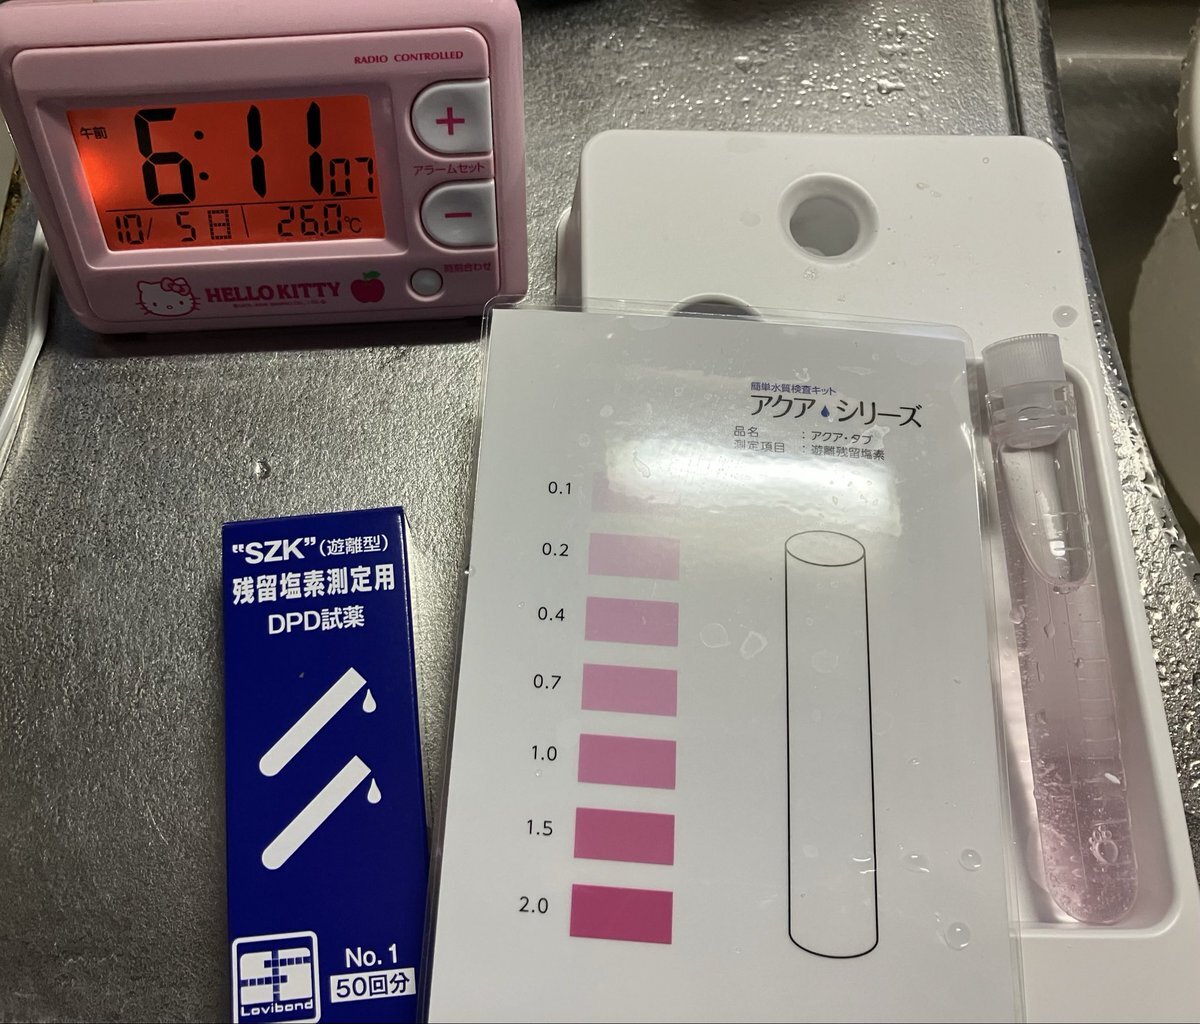 RADIO CONTROLLED
午前
6:11 07
10/ 5 日 26.0℃
+
アラームセット
−
時刻合わせ
HELLO KITTY
簡単水質検査キット
アクア・シリーズ
品名 :アクア・タブ
測定項目 :遊離残留塩素
0.1
0.2
0.4
0.7
1.0
1.5
2.0
“SZK”(遊離型)
残留塩素測定用
DPD試薬
Lovibond
No. 1
50回分